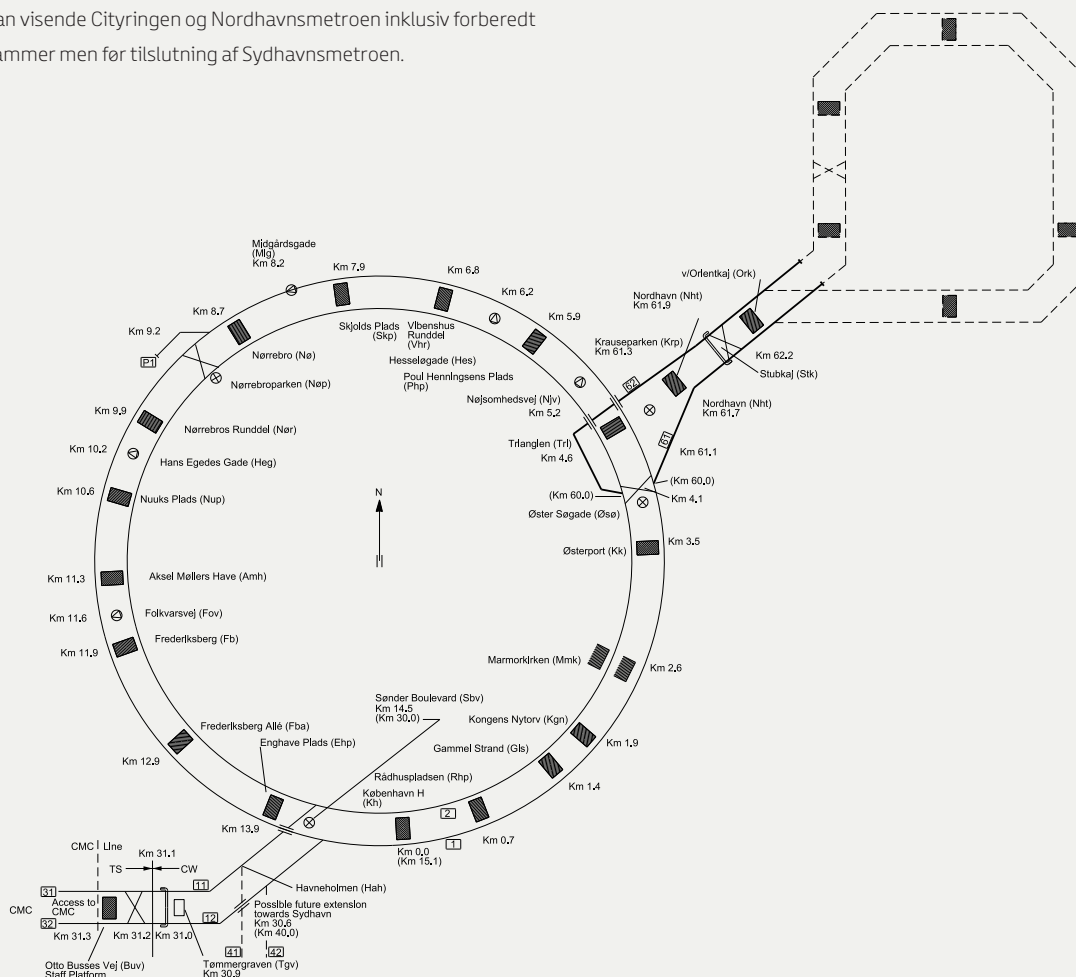 an visende Cityringen og Nordhavnsmetroen inklusiv forberedt
ammer men før tilslutning af Sydhavnsmetroen.
Midgårdsgade
(Mlg)
Km 8.2
Km 7.9
Km 6.8
Km 6.2
Km 5.9
Km 8.7
Km 9.2
P1
Skjolds Plads
(Skp)
Vibenshus
Runddel
(Vhr)
Hesseløgade (Hes)
Poul Henningsens Plads
(Php)
Nøjsomhedsvej (Njv)
Km 5.2
Trianglen (Trl)
Km 4.6
v/Orientkaj (Ork)
Nordhavn (Nht)
Km 61.9
Krauseparken (Krp)
Km 61.3
62
Km 62.2
Stubkaj (Stk)
Nordhavn (Nht)
Km 61.7
61
Km 61.1
(Km 60.0)
(Km 60.0)
Km 4.1
Øster Søgade (Øsø)
Østerport (Kk)
Km 3.5
Nørrebro (Nø)
Nørrebroparken (Nøp)
Km 9.9
Nørrebros Runddel (Nør)
Km 10.2
Hans Egedes Gade (Heg)
Km 10.6
Nuuks Plads (Nup)
N
Km 11.3
Aksel Møllers Have (Amh)
Km 11.6
Folkvarsvej (Fov)
Km 11.9
Frederiksberg (Fb)
Marmorkirken (Mmk)
Km 2.6
Sønder Boulevard (Sbv)
Km 14.5
(Km 30.0)
Kongens Nytorv (Kgn)
Km 1.9
Frederiksberg Allé (Fba)
Enghave Plads (Ehp)
Gammel Strand (Gls)
Km 1.4
Km 12.9
Rådhuspladsen (Rhp)
København H
(Kh)
2
1
Km 13.9
Km 0.7
Km 0.0
(Km 15.1)
CMC
Line
Km 31.1
TS
CW
31
11
Havneholmen (Hah)
CMC
Access to
CMC
32
12
Possible future extension
towards Sydhavn
Km 30.6
(Km 40.0)
Km 31.3
Km 31.2
Km 31.0
41
42
Otto Busses Vej (Buv)
Staff Platform
Tømmergraven (Tgv)
Km 30.9